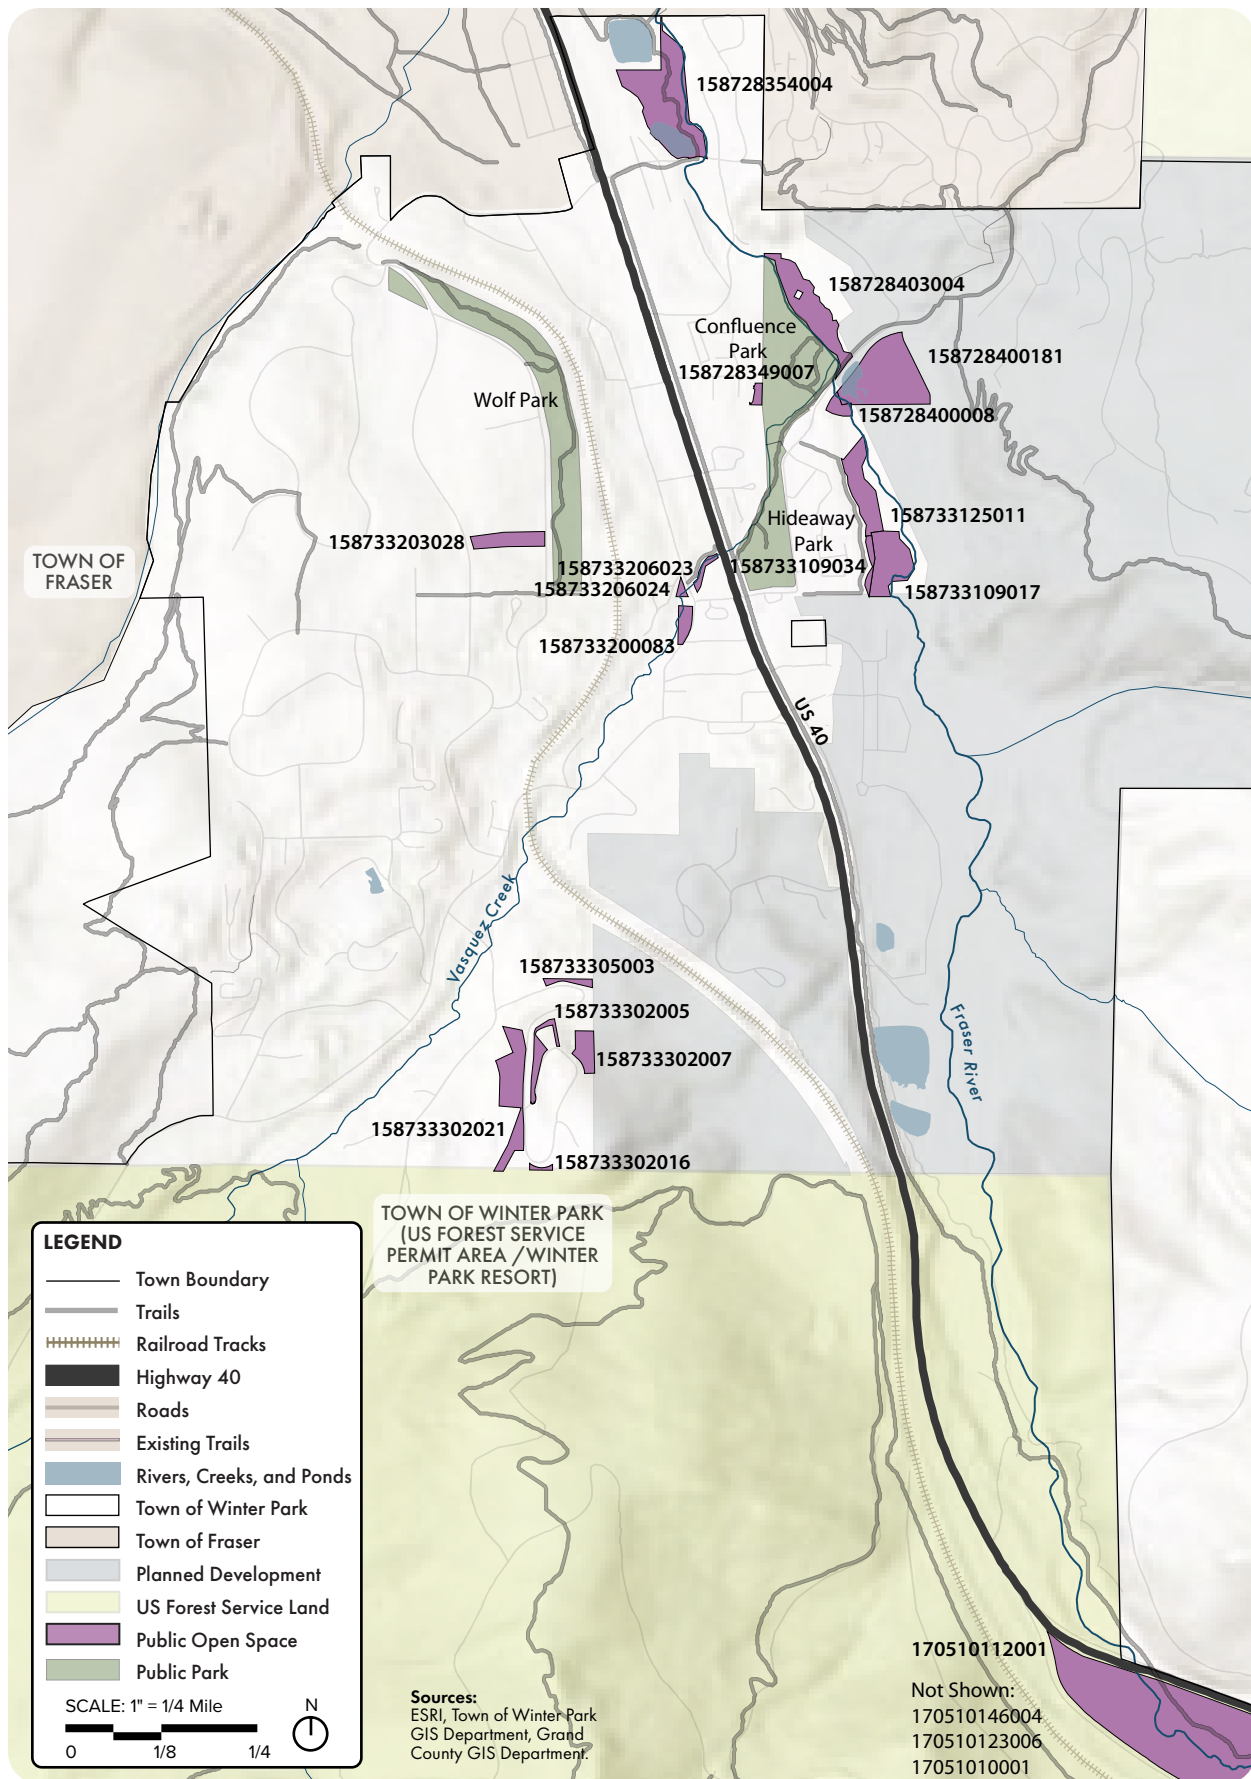 158728354004
158728403004
Confluence
Park
158728349007
158728400181
158728400008
Wolf Park
158733125011
Hideaway
Park
158733203028
158733206023
158733109034
158733206024
158733109017
158733200083
TOWN OF
FRASER
US 40
Vasquez Creek
158733305003
158733302005
158733302007
Fraser River
158733302021
158733302016
TOWN OF WINTER PARK
(US FOREST SERVICE
PERMIT AREA /WINTER
PARK RESORT)
LEGEND
Town Boundary
Trails
Railroad Tracks
Highway 40
Roads
Existing Trails
Rivers, Creeks, and Ponds
Town of Winter Park
Town of Fraser
Planned Development
US Forest Service Land
Public Open Space
Public Park
SCALE: 1" = 1/4 Mile
N
0 1/8 1/4
Sources:
ESRI, Town of Winter Park
GIS Department, Grand
County GIS Department.
170510112001
Not Shown:
170510146004
170510123006
17051010001